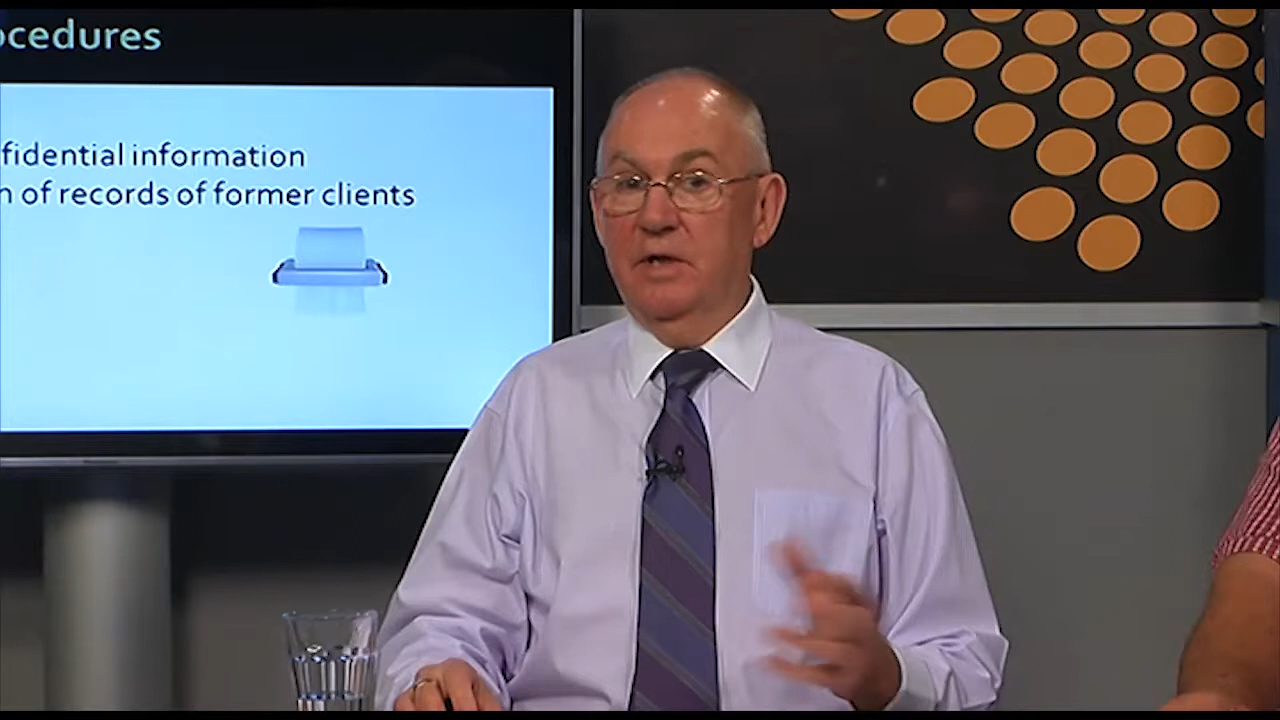 ocedures
fidential information
n of records of former clients